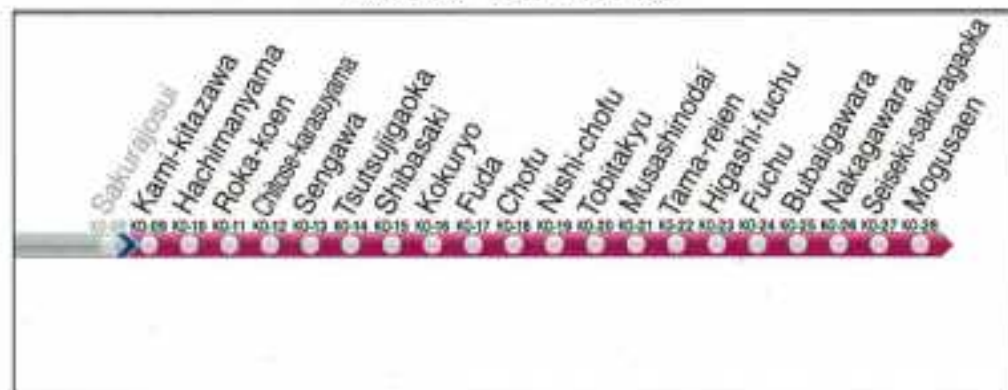 Sakurajosui
Kami-kitazawa
Hachimanyama
Roka-koen
Chitose-karasuyama
Sengawa
Tsutsujigaoka
Shibasaki
Kokuryo
Fuda
Chofu
Nishi-chofu
Tobitakyu
Musashinodai
Tama-reien
Higashi-fuchu
Fuchu
Bubaigawara
Nakagawara
Seiseki-sakuragaoka
Mogusaen
KO-09 KO-10 KO-11 KO-12 KO-13 KO-14 KO-15 KO-16 KO-17 KO-18 KO-19 KO-20 KO-21 KO-22 KO-23 KO-24 KO-25 KO-26 KO-27 KO-28